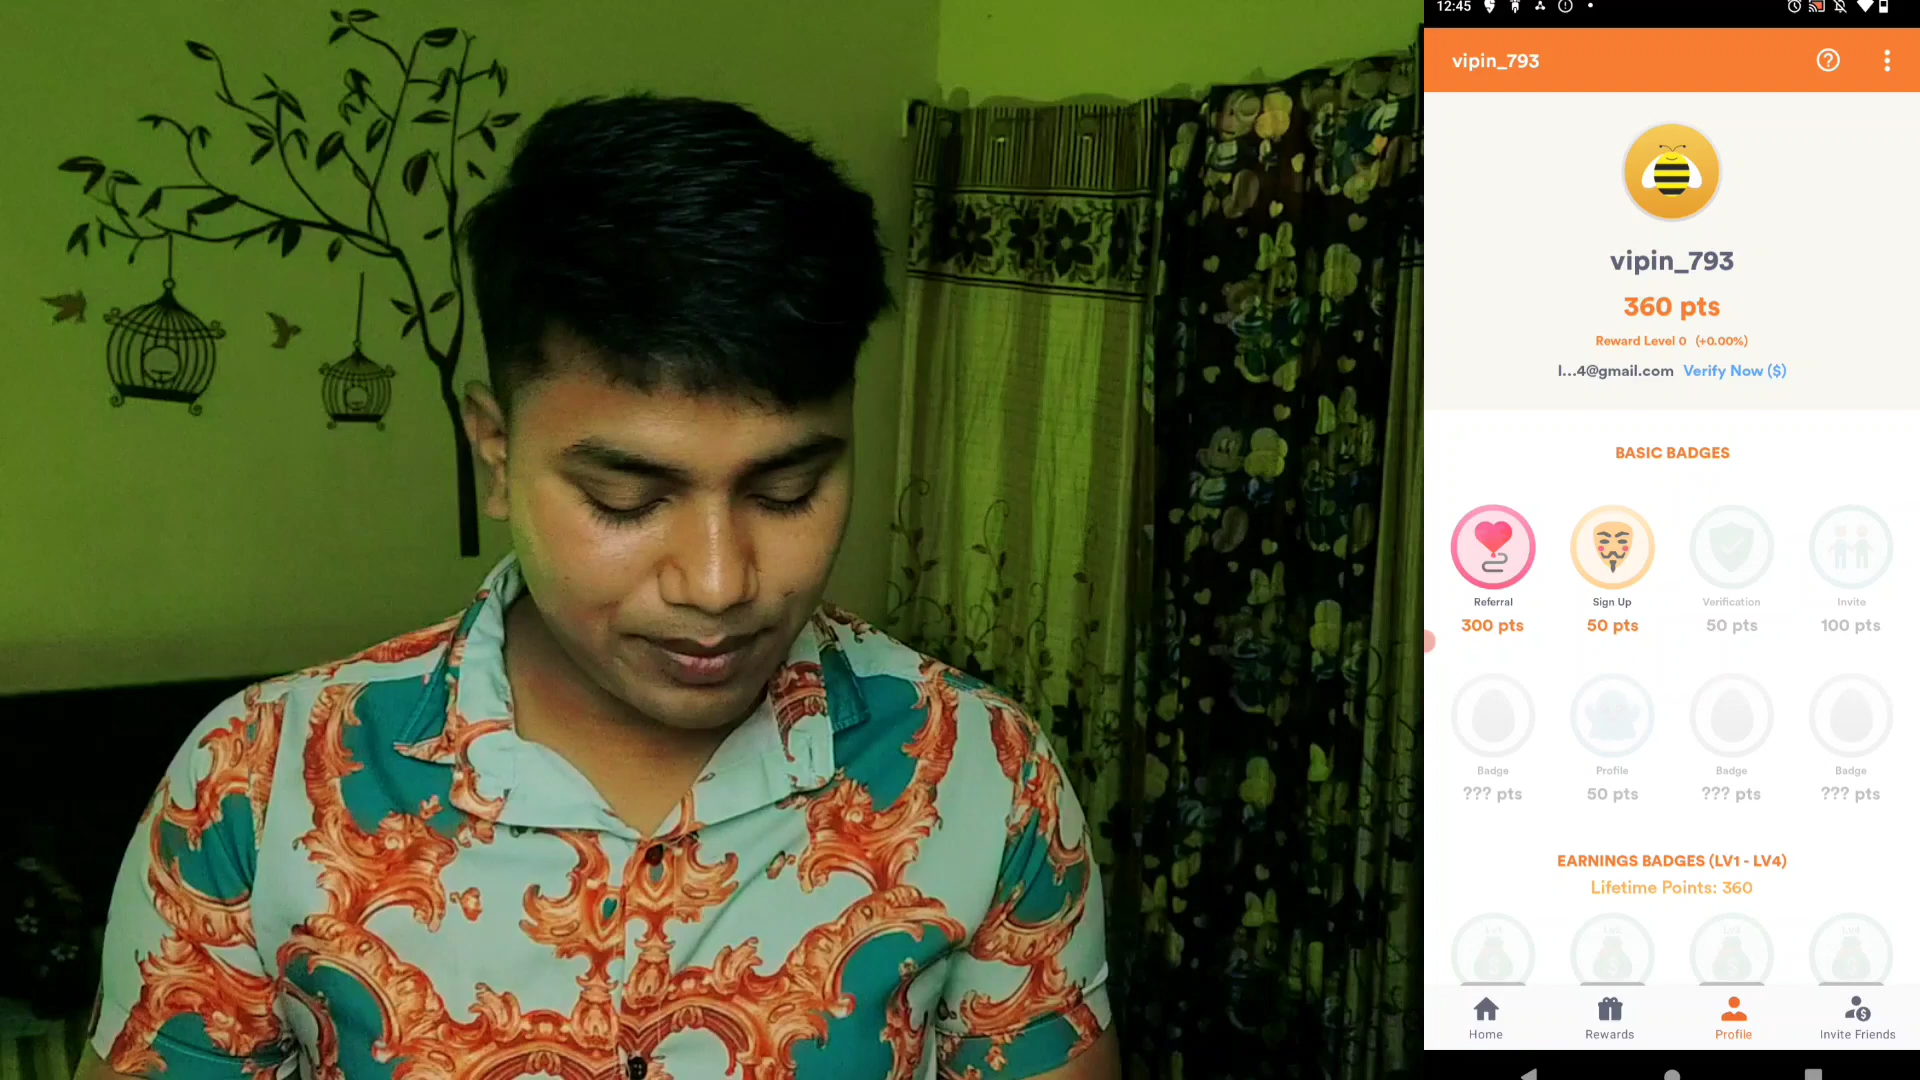 12:45
vipin_793
vipin_793
360 pts
Reward Level 0 (+0.00%)
l...4@gmail.com Verify Now ($)
BASIC BADGES
Referral Sign Up Verification Invite
300 pts 50 pts 50 pts 100 pts
Badge Profile Badge Badge
??? pts 50 pts ??? pts ??? pts
EARNINGS BADGES (LV1 - LV4)
Lifetime Points: 360
Home Rewards Profile Invite Friends